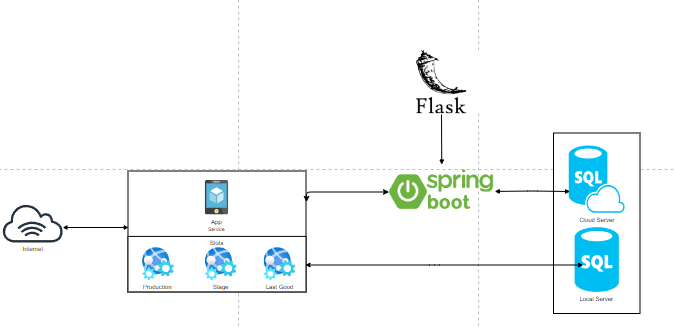 Flask
SQL
spring
boot
App
Service
Cloud Server
Internet
Slots
SQL
Production
Stage
Last Good
Local Server